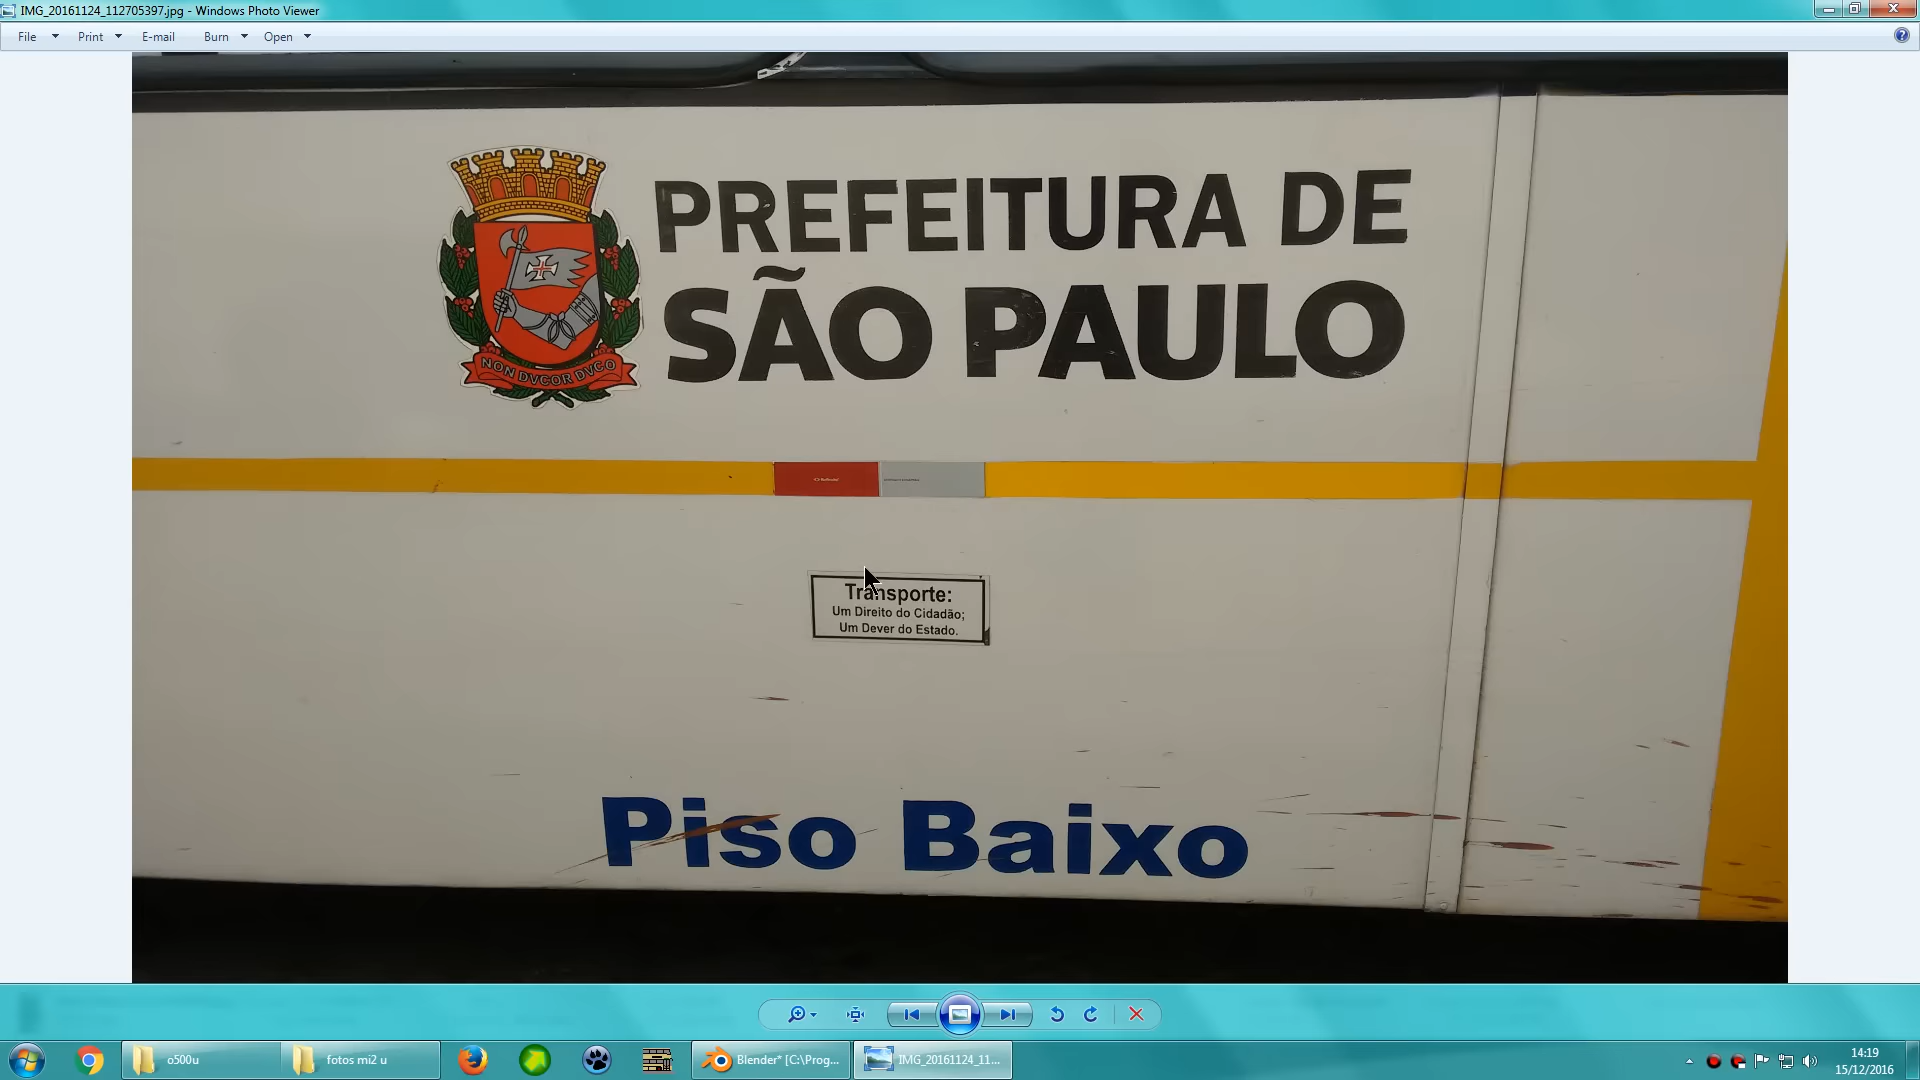 IMG_20161124_112705397.jpg - Windows Photo Viewer
File Print E-mail Burn Open
PREFEITURA DE
SÃO PAULO
NON DVCOR DVCO
Transporte:
Um Direito do Cidadão;
Um Dever do Estado.
Piso Baixo
o500u
fotos mi2 u
Blender* [C:\Prog...
IMG_20161124_11...
14:19
15/12/2016